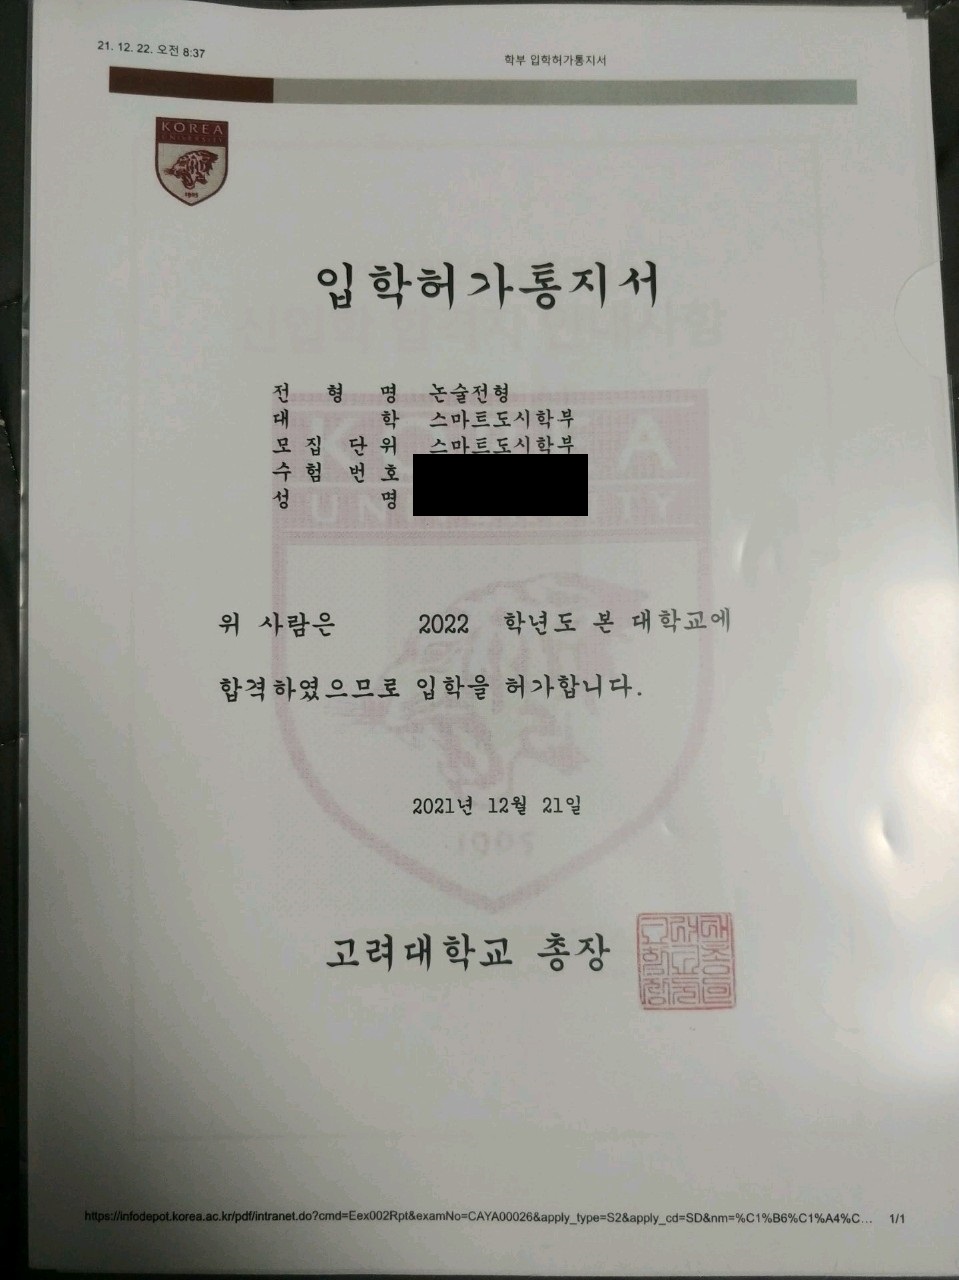 21. 12. 22. 오전 8:37
학부 입학허가통지서
KOREA
UNIVERSITY
1905
입학허가통지서
전 형 명 논술전형
대 학 스마트도시학부
모 집 단 위 스마트도시학부
수 험 번 호
성 명
위 사람은 2022 학년도 본 대학교에
합격하였으므로 입학을 허가합니다.
2021년 12월 21일
고려대학교 총장
https://infodepot.korea.ac.kr/pdf/intranet.do?cmd=Eex002Rpt&examNo=CAYA00026&apply_type=S2&apply_cd=SD&nm=%C1%B6%C1%A4%C... 1/1